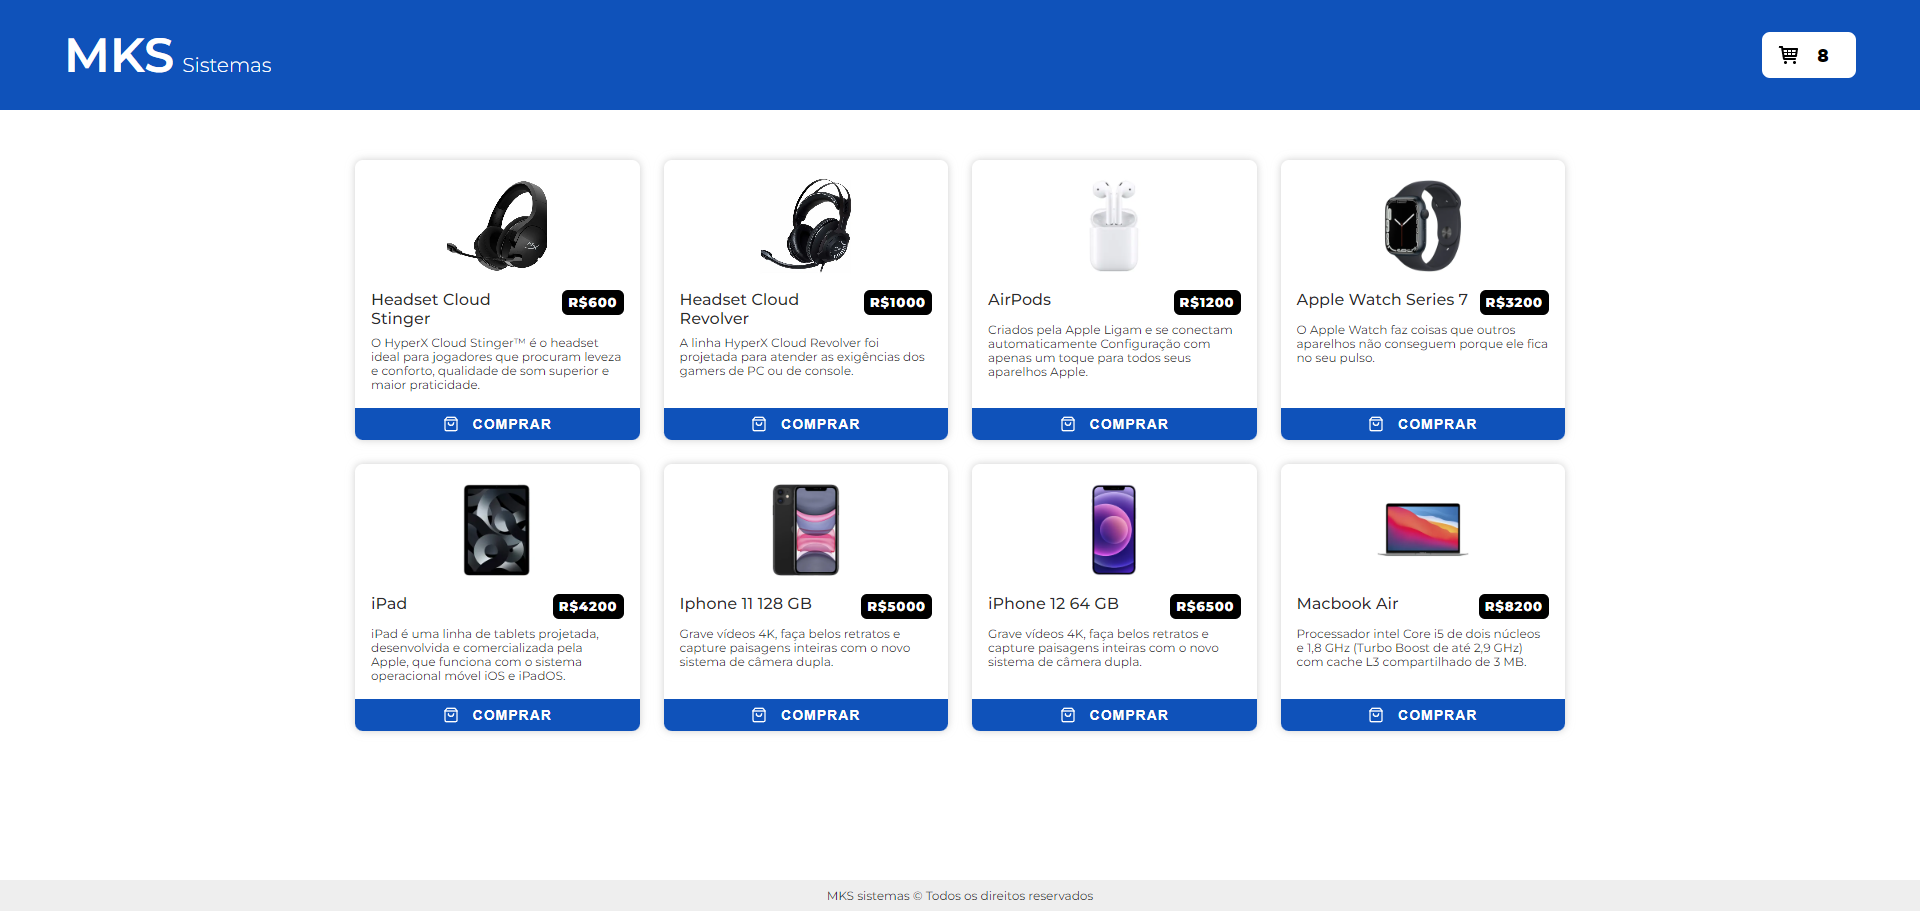 MKS Sistemas
8
Headset Cloud
Stinger
R$600
O HyperX Cloud Stinger™ é o headset
ideal para jogadores que procuram leveza
e conforto, qualidade de som superior e
maior praticidade.
COMPRAR
Headset Cloud
Revolver
R$1000
A linha HyperX Cloud Revolver foi
projetada para atender as exigências dos
gamers de PC ou de console.
COMPRAR
AirPods
R$1200
Criados pela Apple Ligam e se conectam
automaticamente Configuração com
apenas um toque para todos seus
aparelhos Apple.
COMPRAR
Apple Watch Series 7
R$3200
O Apple Watch faz coisas que outros
aparelhos não conseguem porque ele fica
no seu pulso.
COMPRAR
iPad
R$4200
iPad é uma linha de tablets projetada,
desenvolvida e comercializada pela
Apple, que funciona com o sistema
operacional móvel iOS e iPadOS.
COMPRAR
Iphone 11 128 GB
R$5000
Grave vídeos 4K, faça belos retratos e
capture paisagens inteiras com o novo
sistema de câmera dupla.
COMPRAR
iPhone 12 64 GB
R$6500
Grave vídeos 4K, faça belos retratos e
capture paisagens inteiras com o novo
sistema de câmera dupla.
COMPRAR
Macbook Air
R$8200
Processador intel Core i5 de dois núcleos
e 1,8 GHz (Turbo Boost de até 2,9 GHz)
com cache L3 compartilhado de 3 MB.
COMPRAR
MKS sistemas © Todos os direitos reservados